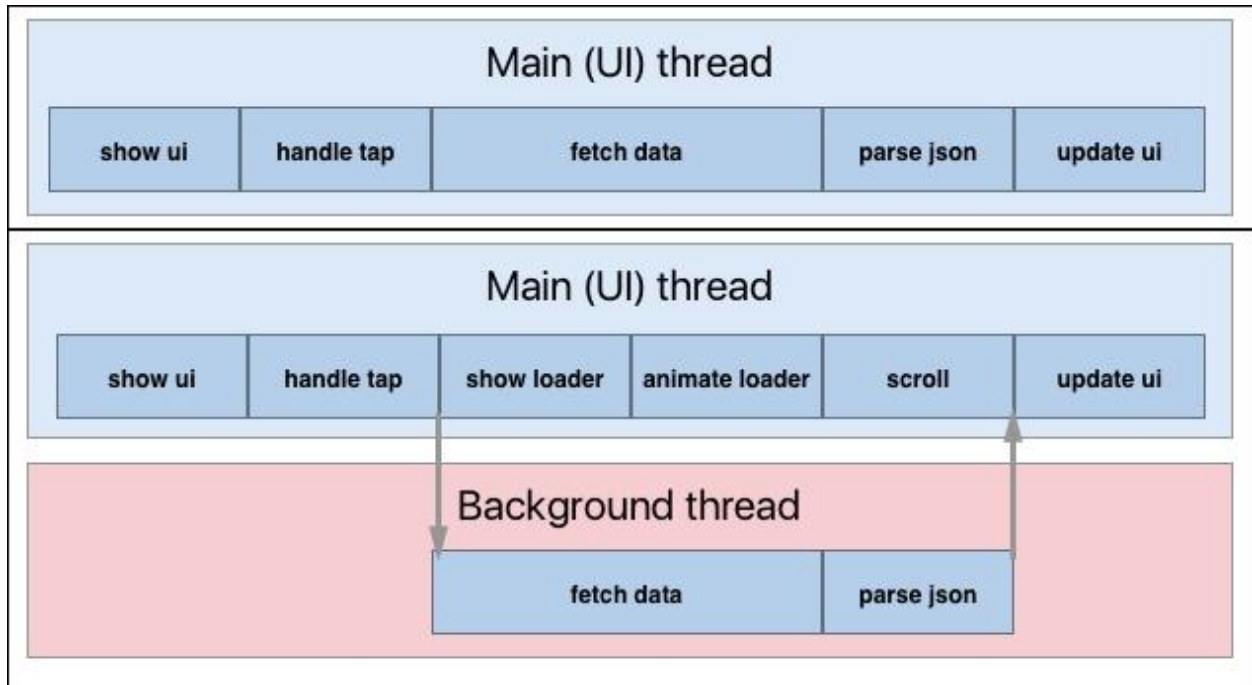 Main (UI) thread
show ui handle tap fetch data parse json update ui
Main (UI) thread
show ui handle tap show loader animate loader scroll update ui
Background thread
fetch data parse json